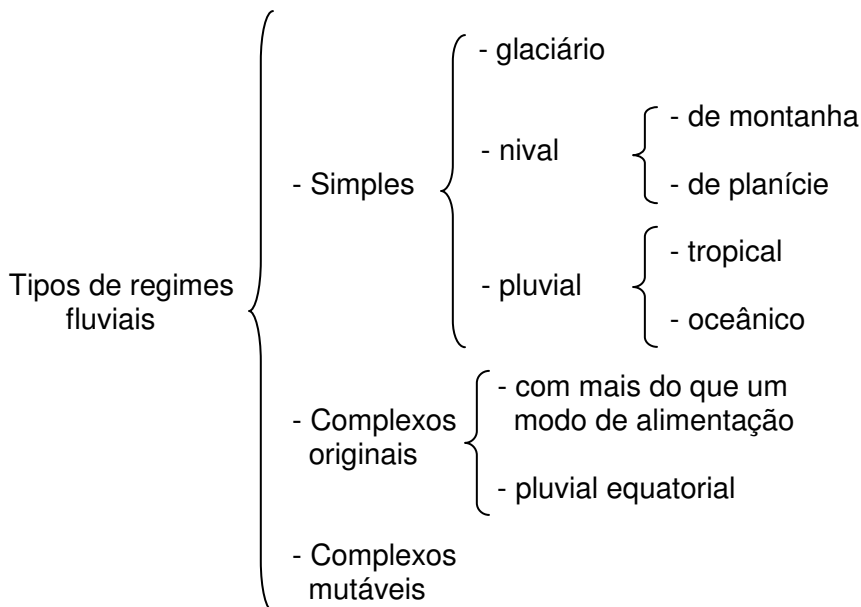 Tipos de regimes
fluviais
- Simples
- glaciário
- nival
- de montanha
- de planície
- pluvial
- tropical
- oceânico
- Complexos
originais
- com mais do que um
modo de alimentação
- pluvial equatorial
- Complexos
mutáveis